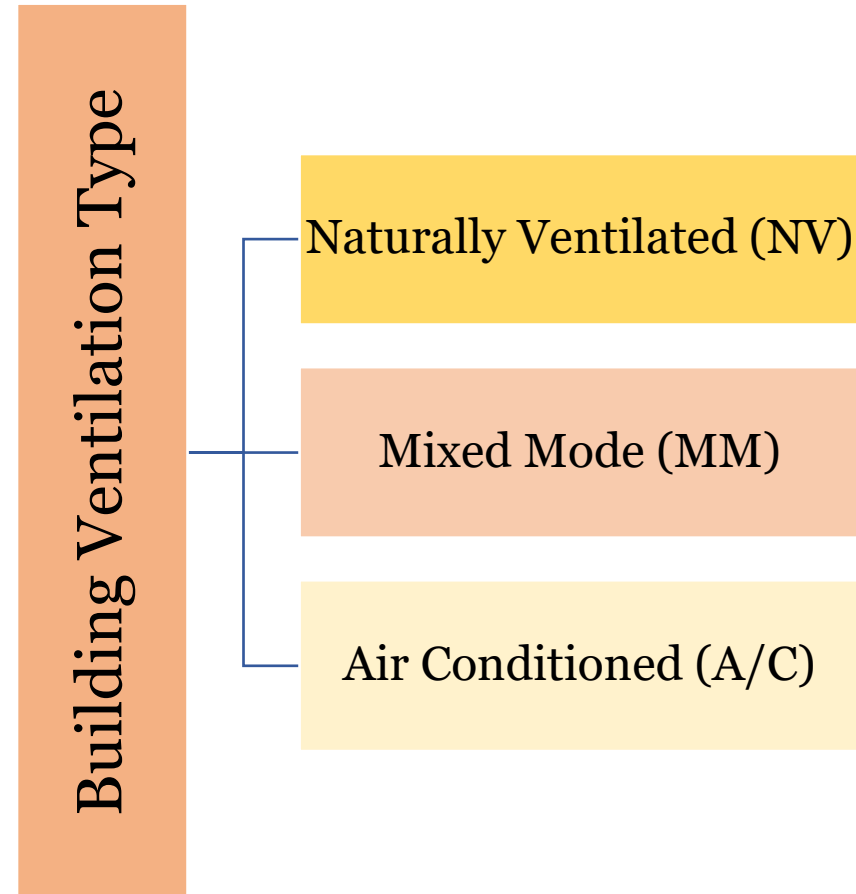 Building Ventilation Type
Naturally Ventilated (NV)
Mixed Mode (MM)
Air Conditioned (A/C)